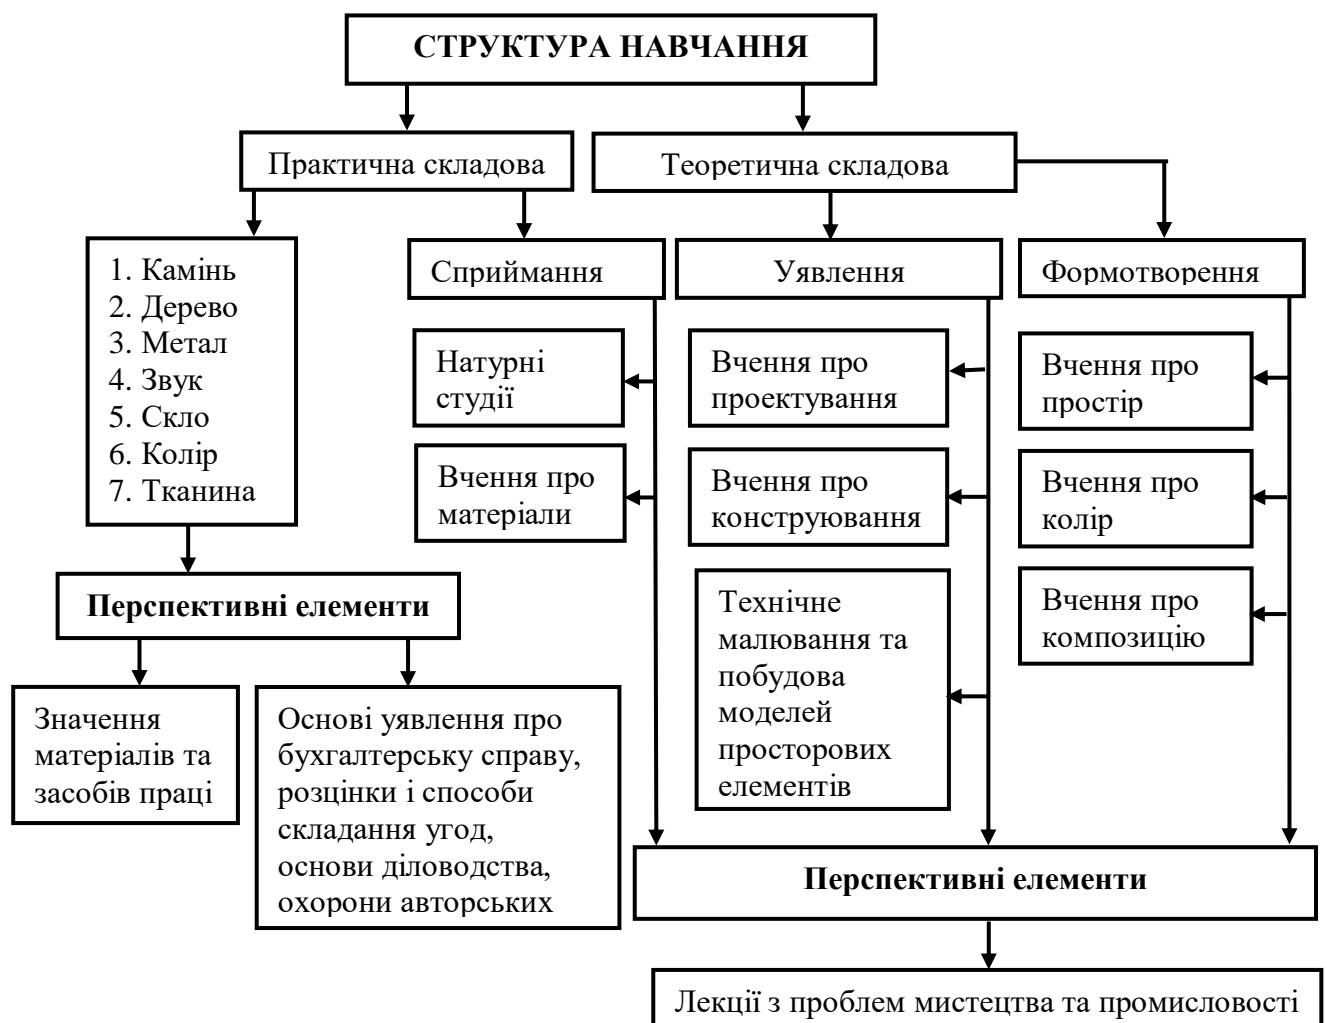 СТРУКТУРА НАВЧАННЯ
Практична складова
Теоретична складова
1. Камінь
2. Дерево
3. Метал
4. Звук
5. Скло
6. Колір
7. Тканина
Сприймання
Уявлення
Формотворення
Натурні
студії
Вчення про
матеріали
Вчення про
проектування
Вчення про
конструювання
Технічне
малювання та
побудова
моделей
просторових
елементів
Вчення про
простір
Вчення про
колір
Вчення про
композицію
Перспективні елементи
Значення
матеріалів та
засобів праці
Основі уявлення про
бухгалтерську справу,
розцінки і способи
складання угод,
основи діловодства,
охорони авторських
Перспективні елементи
Лекції з проблем мистецтва та промисловості